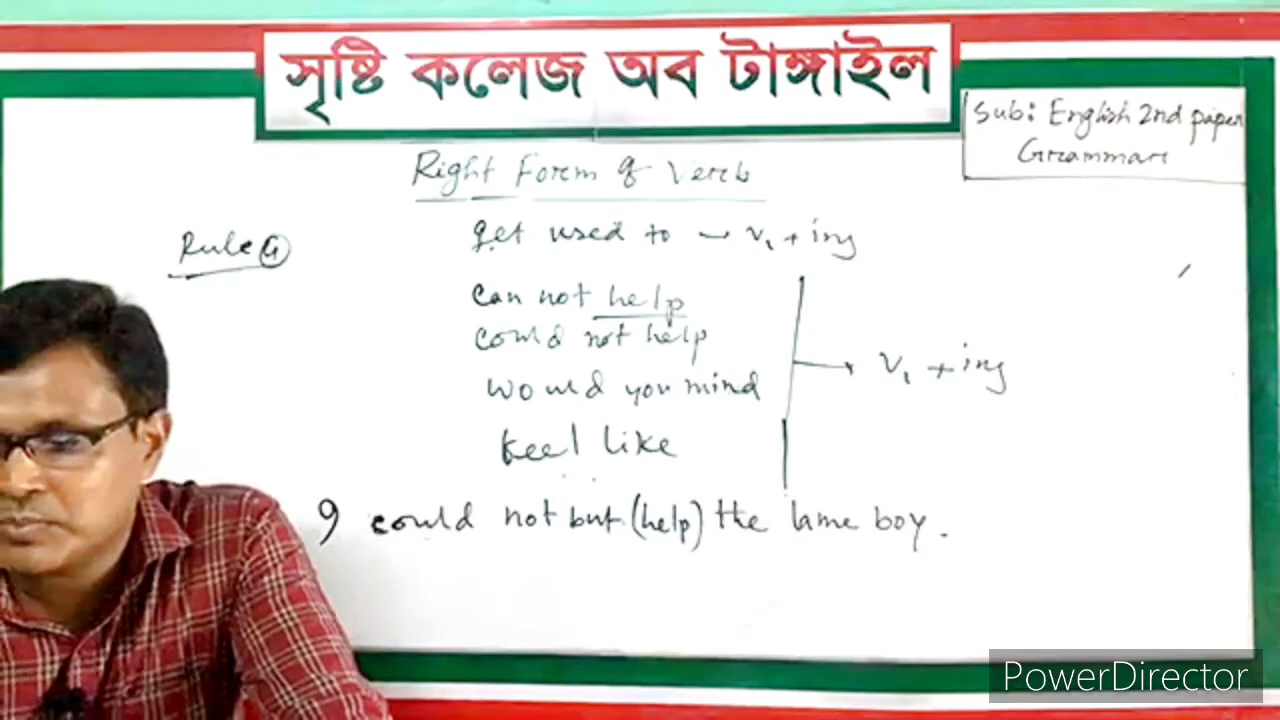 সৃষ্টি কলেজ অব টাঙ্গাইল
Sub: English 2nd paper
Grammar
Right Form of Verb
Rule 4
get used to → v₁ + ing
can not help
could not help
would you mind
feel like
→ v₁ + ing
I could not but (help) the lame boy.
PowerDirector